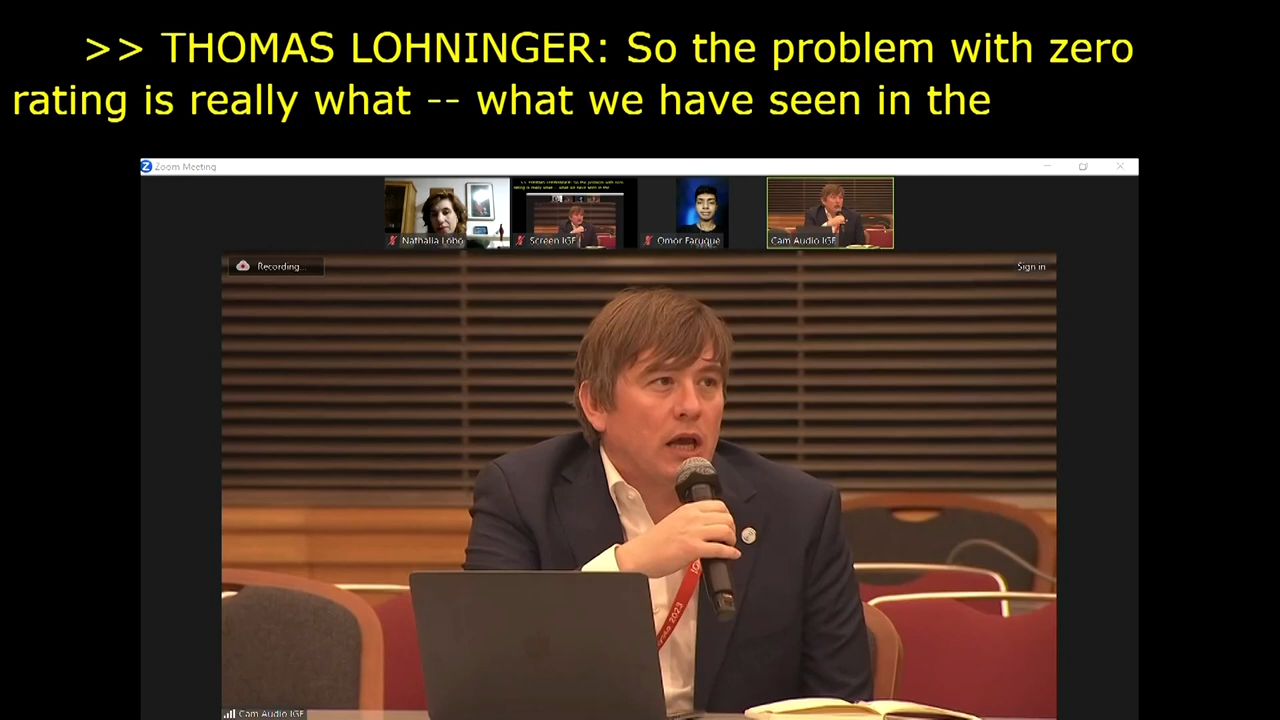 >> THOMAS LOHNINGER: So the problem with zero
rating is really what -- what we have seen in the
Zoom Meeting
Nathalia Lobo
Screen IGF
Omor Faruque
Cam Audio IGF
Recording...
Sign in
2023
Cam Audio IGF